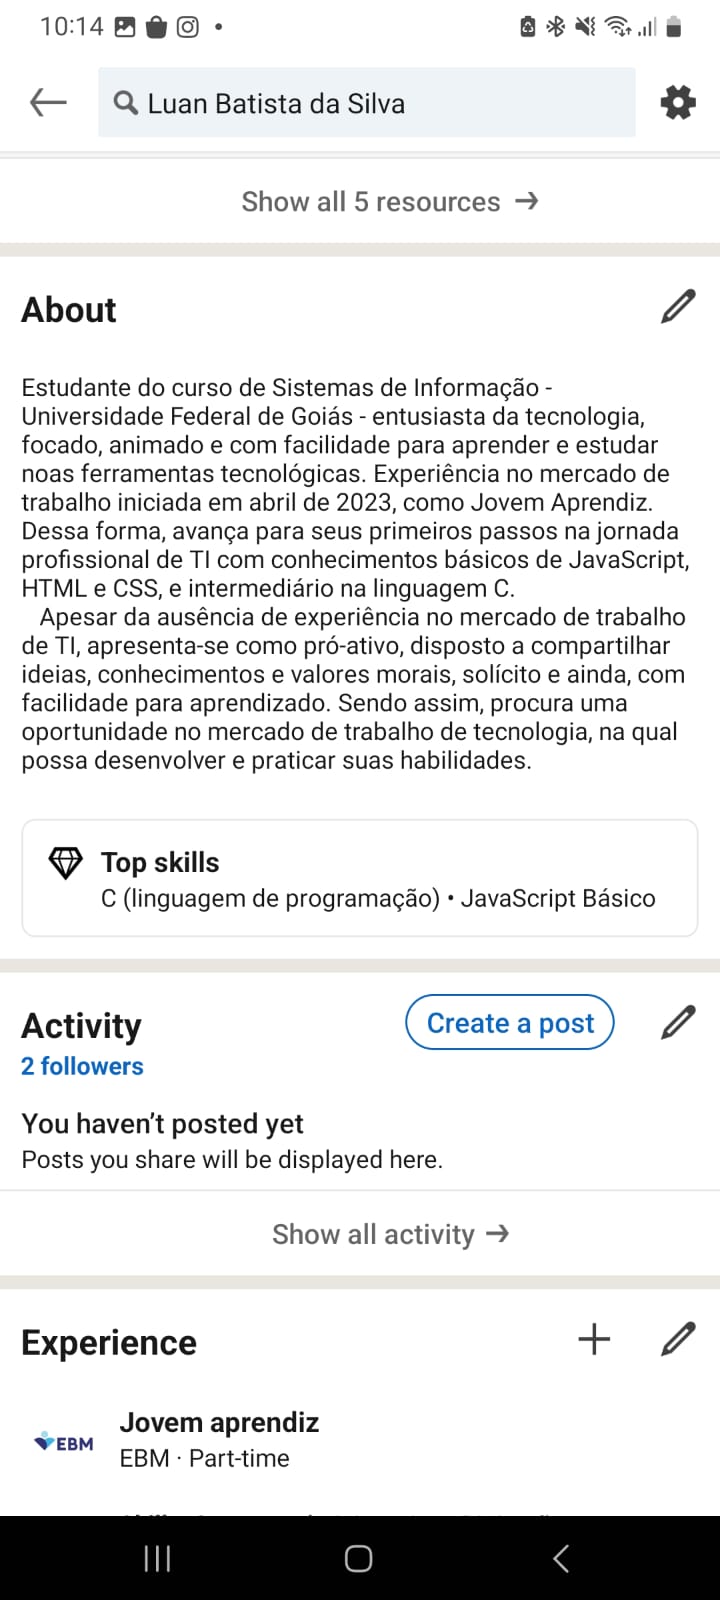 10:14
Luan Batista da Silva
Show all 5 resources →
About
Estudante do curso de Sistemas de Informação -
Universidade Federal de Goiás - entusiasta da tecnologia,
focado, animado e com facilidade para aprender e estudar
noas ferramentas tecnológicas. Experiência no mercado de
trabalho iniciada em abril de 2023, como Jovem Aprendiz.
Dessa forma, avança para seus primeiros passos na jornada
profissional de TI com conhecimentos básicos de JavaScript,
HTML e CSS, e intermediário na linguagem C.
Apesar da ausência de experiência no mercado de trabalho
de TI, apresenta-se como pró-ativo, disposto a compartilhar
ideias, conhecimentos e valores morais, solícito e ainda, com
facilidade para aprendizado. Sendo assim, procura uma
oportunidade no mercado de trabalho de tecnologia, na qual
possa desenvolver e praticar suas habilidades.
Top skills
C (linguagem de programação) • JavaScript Básico
Activity
Create a post
2 followers
You haven't posted yet
Posts you share will be displayed here.
Show all activity →
Experience
Jovem aprendiz
EBM
EBM · Part-time